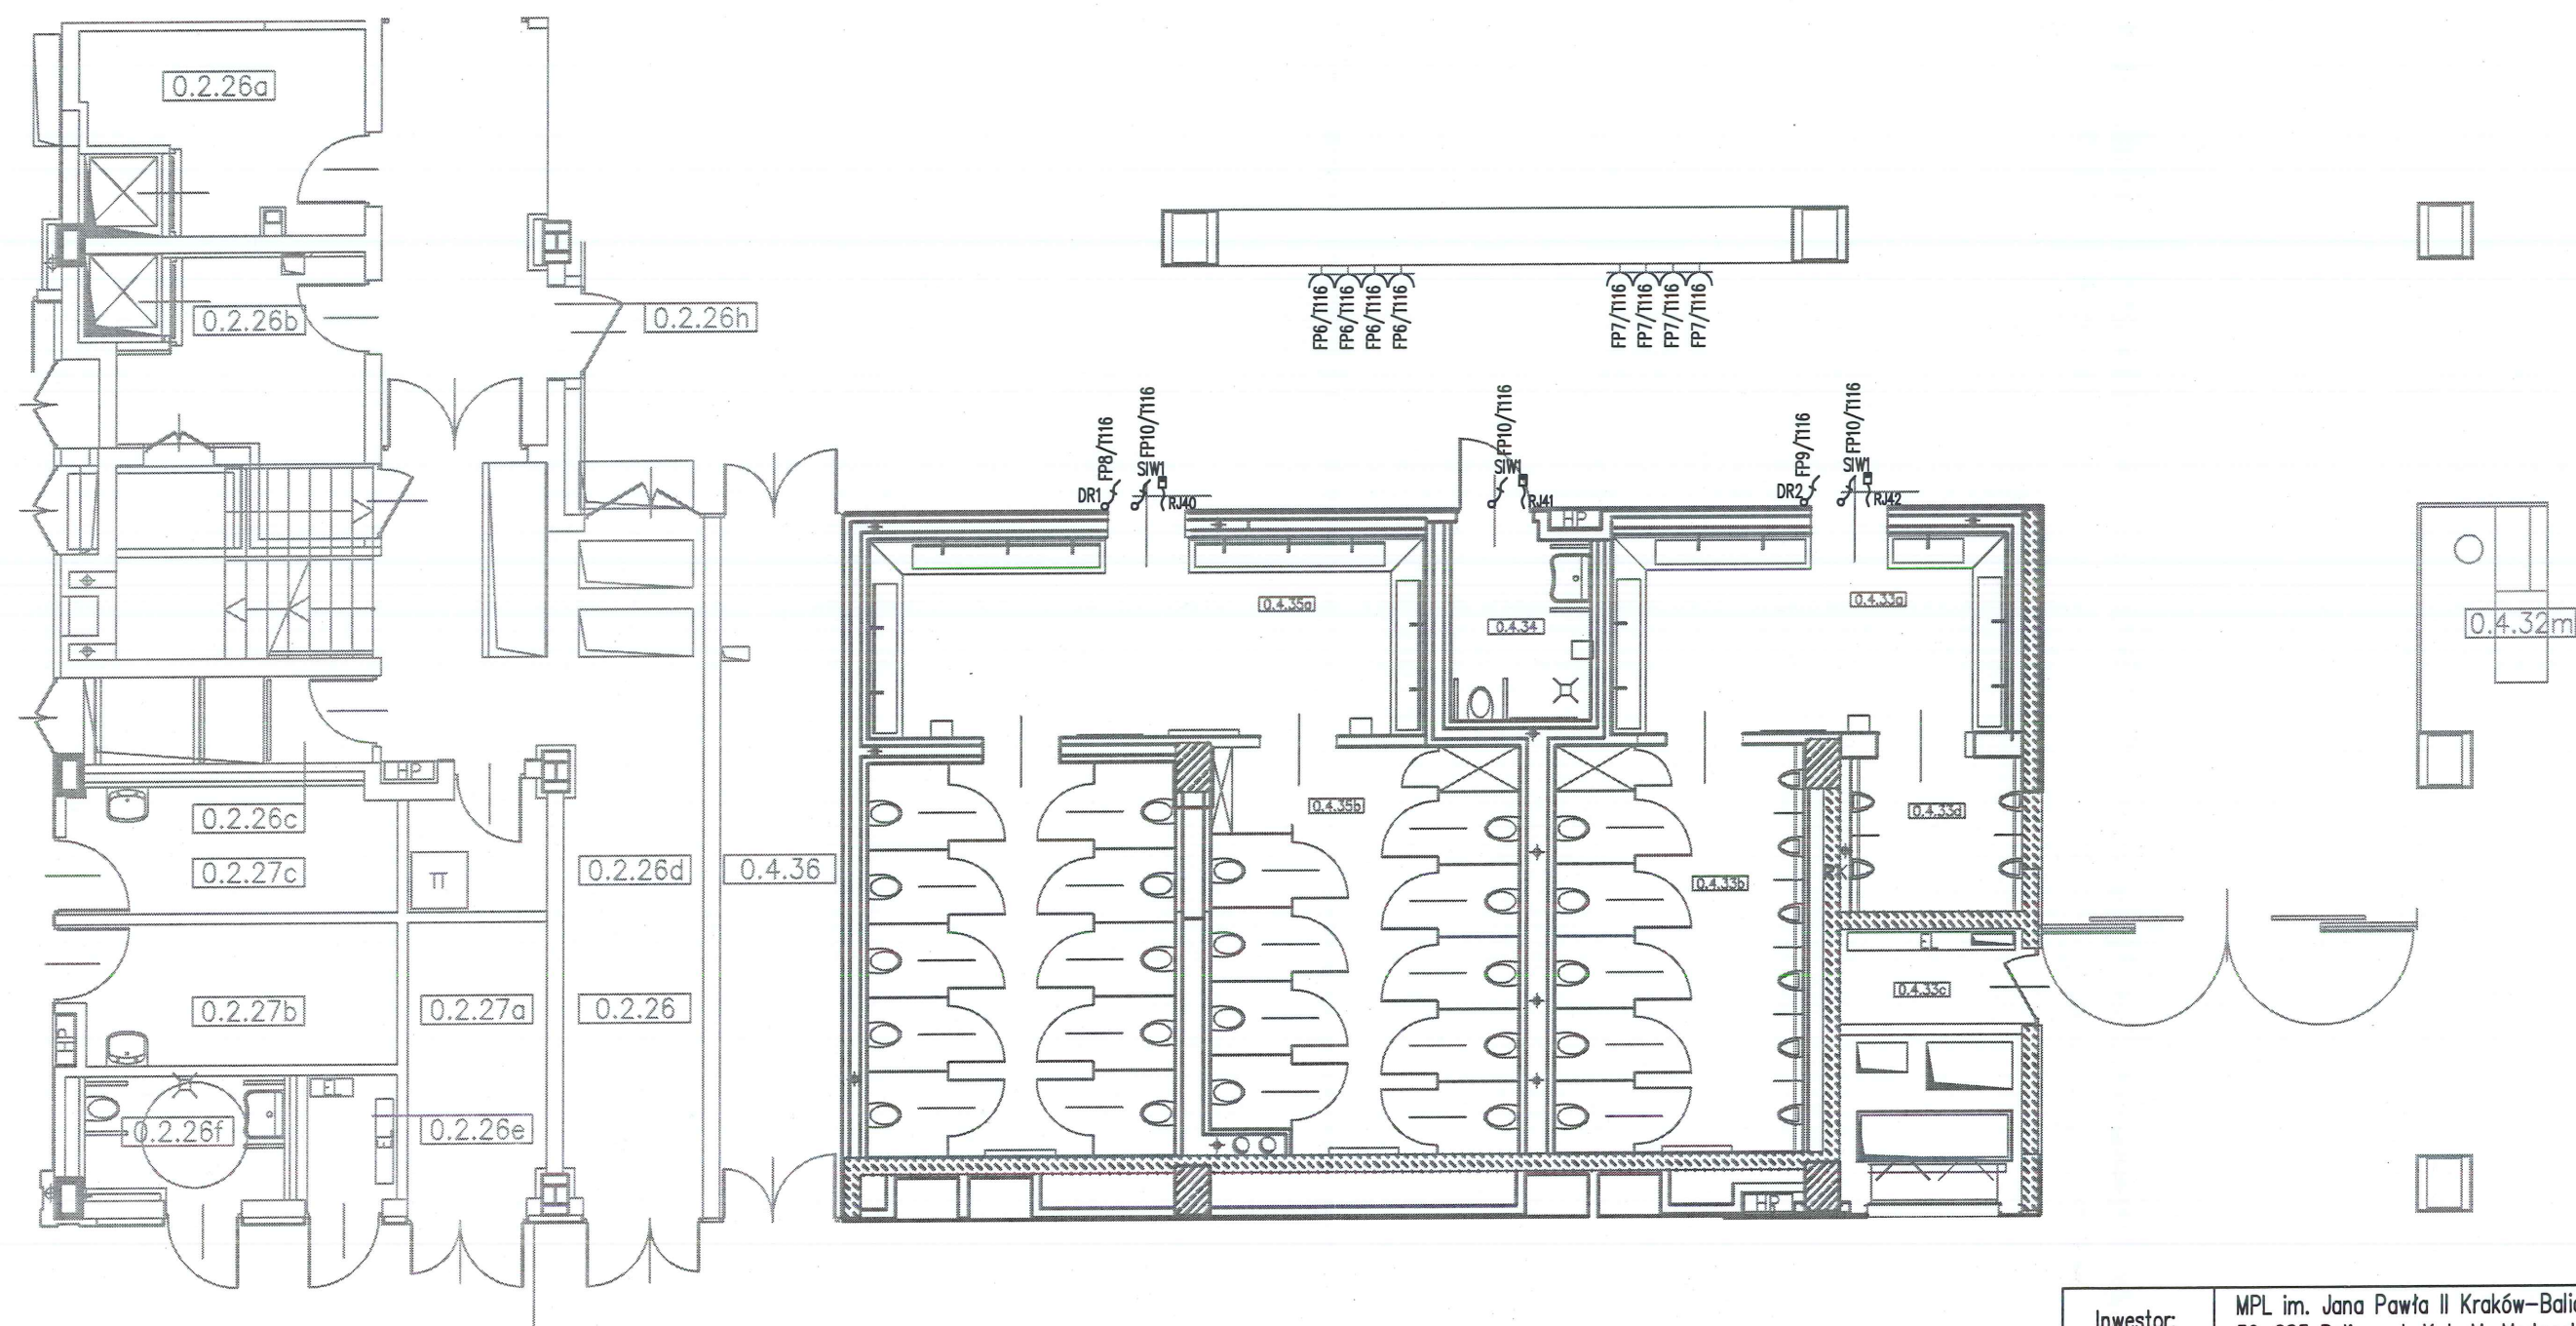 0.2.26a
0.2.26b
0.2.26h
FP6/T116
FP6/T116
FP6/T116
FP6/T116
FP7/T116
FP7/T116
FP7/T116
FP7/T116
DR1
FP8/T116
FP10/T116
SIW1
RJ40
FP10/T116
SIW1
RJ41
HP
DR2
FP9/T116
FP10/T116
SIW1
RJ42
0.4.35a
0.4.34
0.4.33a
0.4.32m
HP
0.2.26c
0.2.27c
0.2.26d
0.4.36
0.4.35b
0.4.33b
0.4.33d
EL
0.4.33c
0.2.27b
0.2.27a
0.2.26
HP
EL
EL
0.2.26f
0.2.26e
HP
Inwestor:
MPL im. Jana Pawła II Kraków–